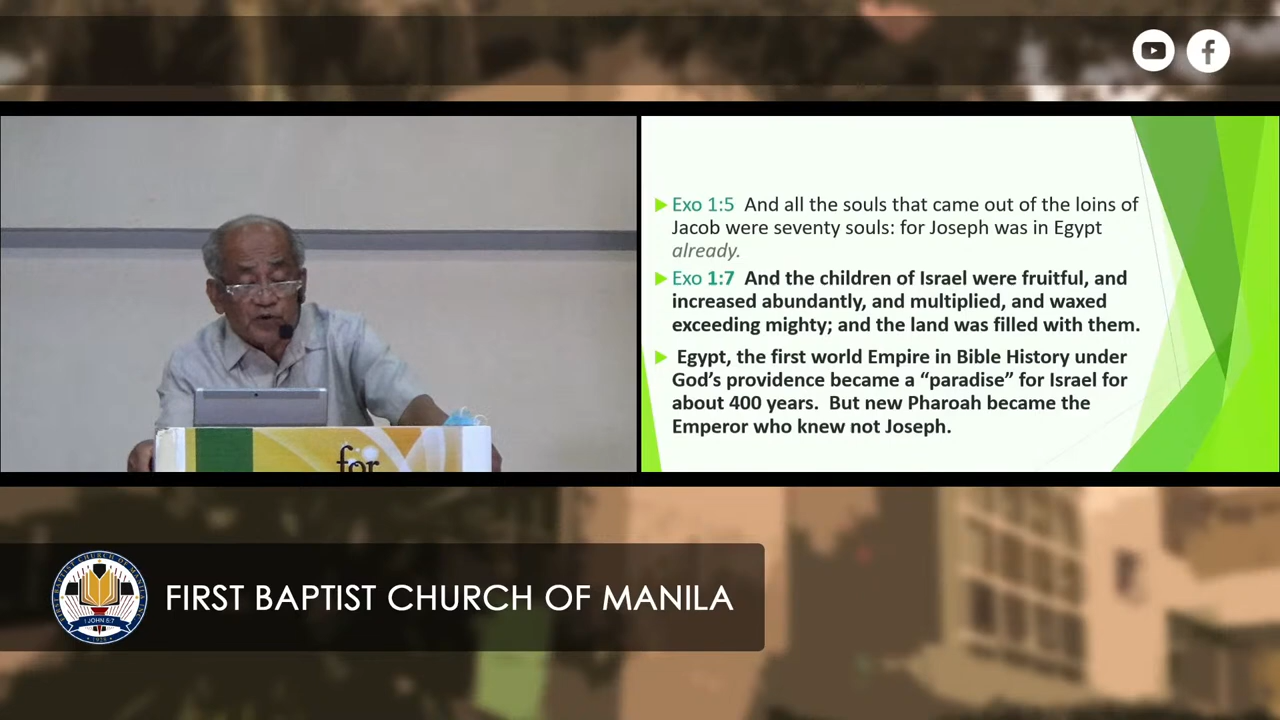 Exo 1:5 And all the souls that came out of the loins of
Jacob were seventy souls: for Joseph was in Egypt
already.
Exo 1:7 And the children of Israel were fruitful, and
increased abundantly, and multiplied, and waxed
exceeding mighty; and the land was filled with them.
Egypt, the first world Empire in Bible History under
God's providence became a “paradise” for Israel for
about 400 years. But new Pharoah became the
Emperor who knew not Joseph.
for
FIRST BAPTIST CHURCH OF MANILA
I JOHN 5:7